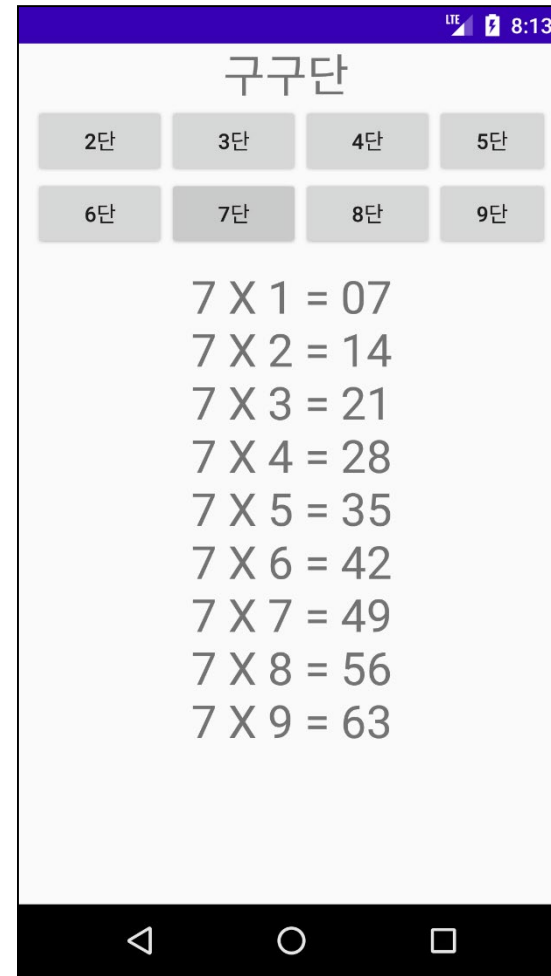 LTE 8:13
구구단
2단 3단 4단 5단
6단 7단 8단 9단
7 X 1 = 07
7 X 2 = 14
7 X 3 = 21
7 X 4 = 28
7 X 5 = 35
7 X 6 = 42
7 X 7 = 49
7 X 8 = 56
7 X 9 = 63